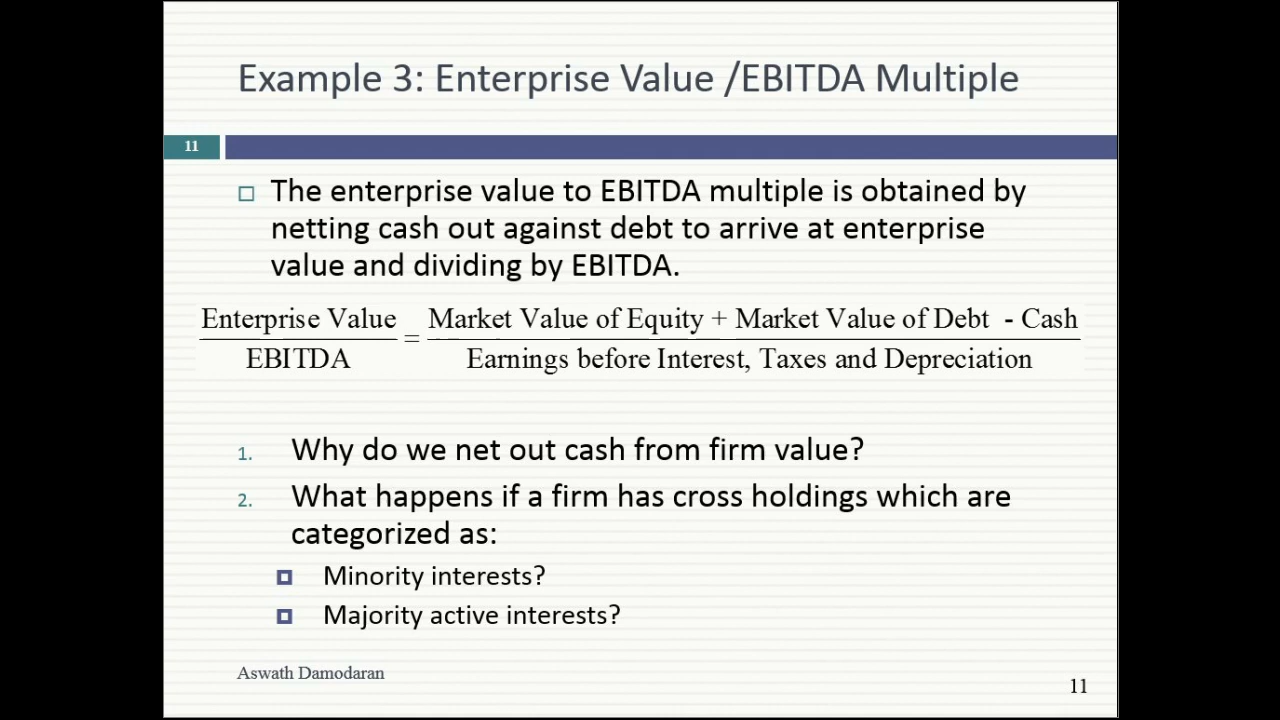 Example 3: Enterprise Value /EBITDA Multiple
11
The enterprise value to EBITDA multiple is obtained by
netting cash out against debt to arrive at enterprise
value and dividing by EBITDA.
Enterprise Value = Market Value of Equity + Market Value of Debt - Cash
EBITDA Earnings before Interest, Taxes and Depreciation
1. Why do we net out cash from firm value?
2. What happens if a firm has cross holdings which are
categorized as:
Minority interests?
Majority active interests?
Aswath Damodaran
11